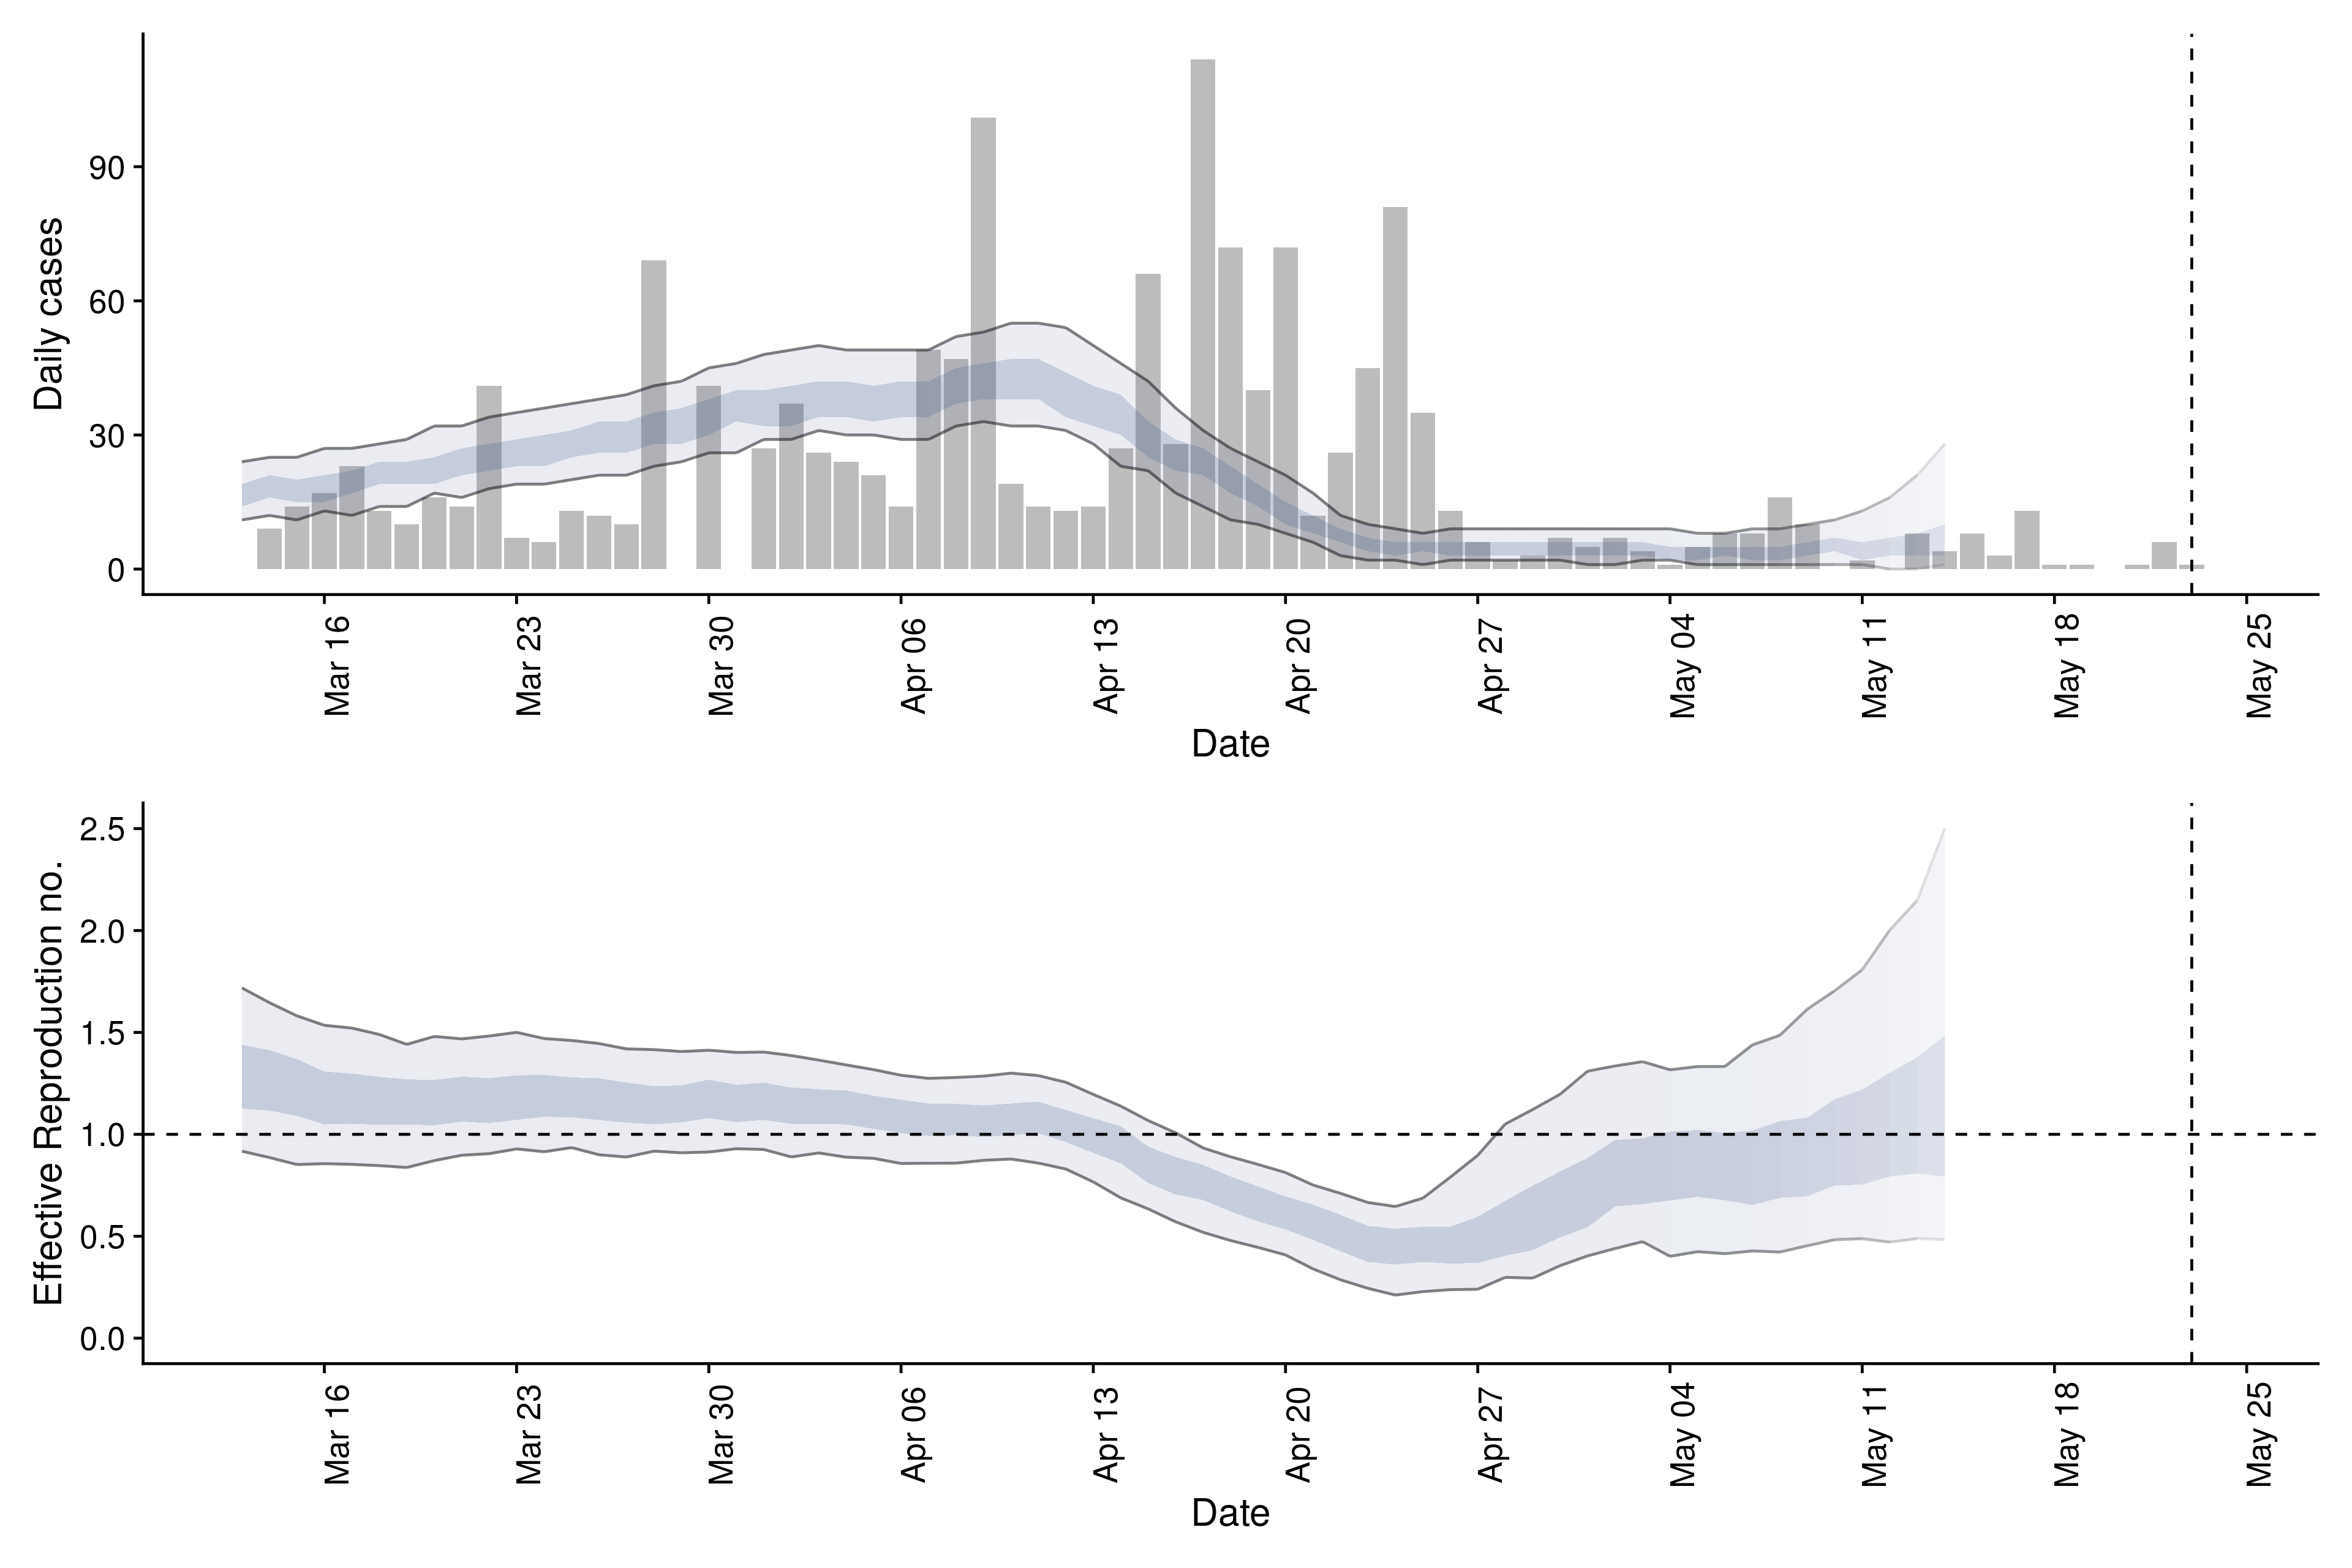 Daily cases
90
60
30
0
Mar 16
Mar 23
Mar 30
Apr 06
Apr 13
Apr 20
Apr 27
May 04
May 11
May 18
May 25
Date
Effective Reproduction no.
2.5
2.0
1.5
1.0
0.5
0.0
Mar 16
Mar 23
Mar 30
Apr 06
Apr 13
Apr 20
Apr 27
May 04
May 11
May 18
May 25
Date